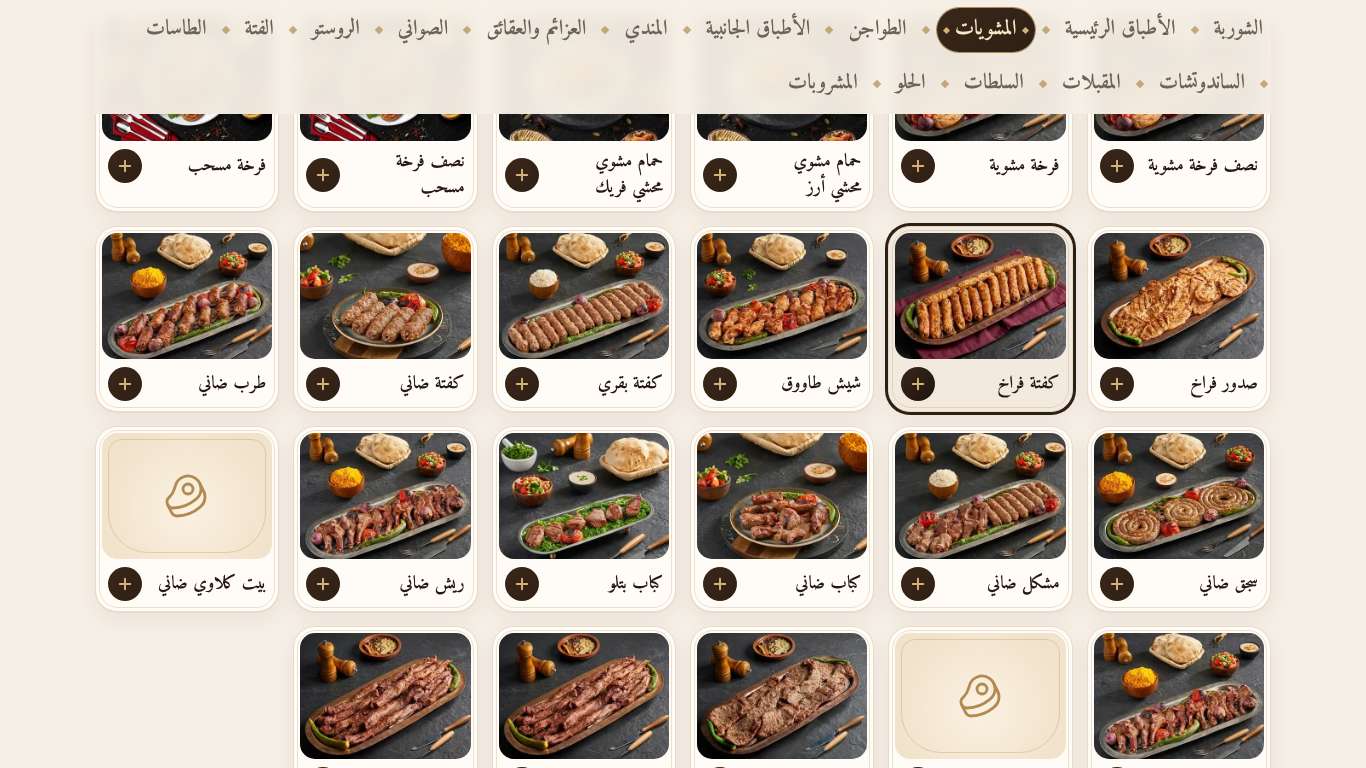 الشوربة
الأطباق الرئيسية
المشويات
الطواجن
الأطباق الجانبية
المندي
العزائم والعقائق
الصواني
الروستو
الفتة
الطاسات
الساندوتشات
المقبلات
السلطات
الحلو
المشروبات
نصف فرخة مشوية
فرخة مشوية
حمام مشوي
محشي أرز
حمام مشوي
محشي فريك
نصف فرخة
مسحب
فرخة مسحب
صدور فراخ
كفتة فراخ
شيش طاووق
كفتة بقري
كفتة ضاني
طرب ضاني
سجق ضاني
مشكل ضاني
كباب ضاني
كباب بتلو
ريش ضاني
بيت كلاوي ضاني